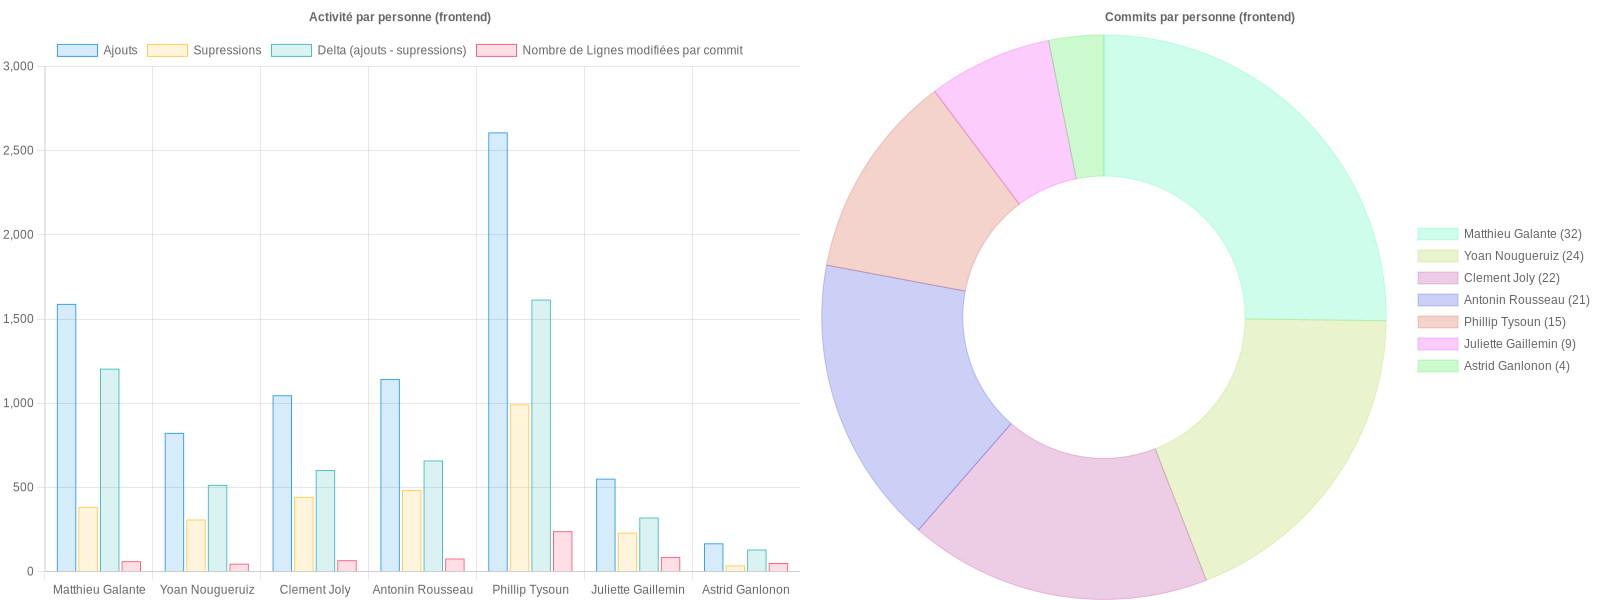 Activité par personne (frontend)
Ajouts Supressions Delta (ajouts - supressions) Nombre de Lignes modifiées par commit
3,000
2,500
2,000
1,500
1,000
500
0
Matthieu Galante Yoan Nougueruiz Clement Joly Antonin Rousseau Phillip Tysoun Juliette Gaillemin Astrid Ganlonon
Commits par personne (frontend)
Matthieu Galante (32)
Yoan Nougueruiz (24)
Clement Joly (22)
Antonin Rousseau (21)
Phillip Tysoun (15)
Juliette Gaillemin (9)
Astrid Ganlonon (4)